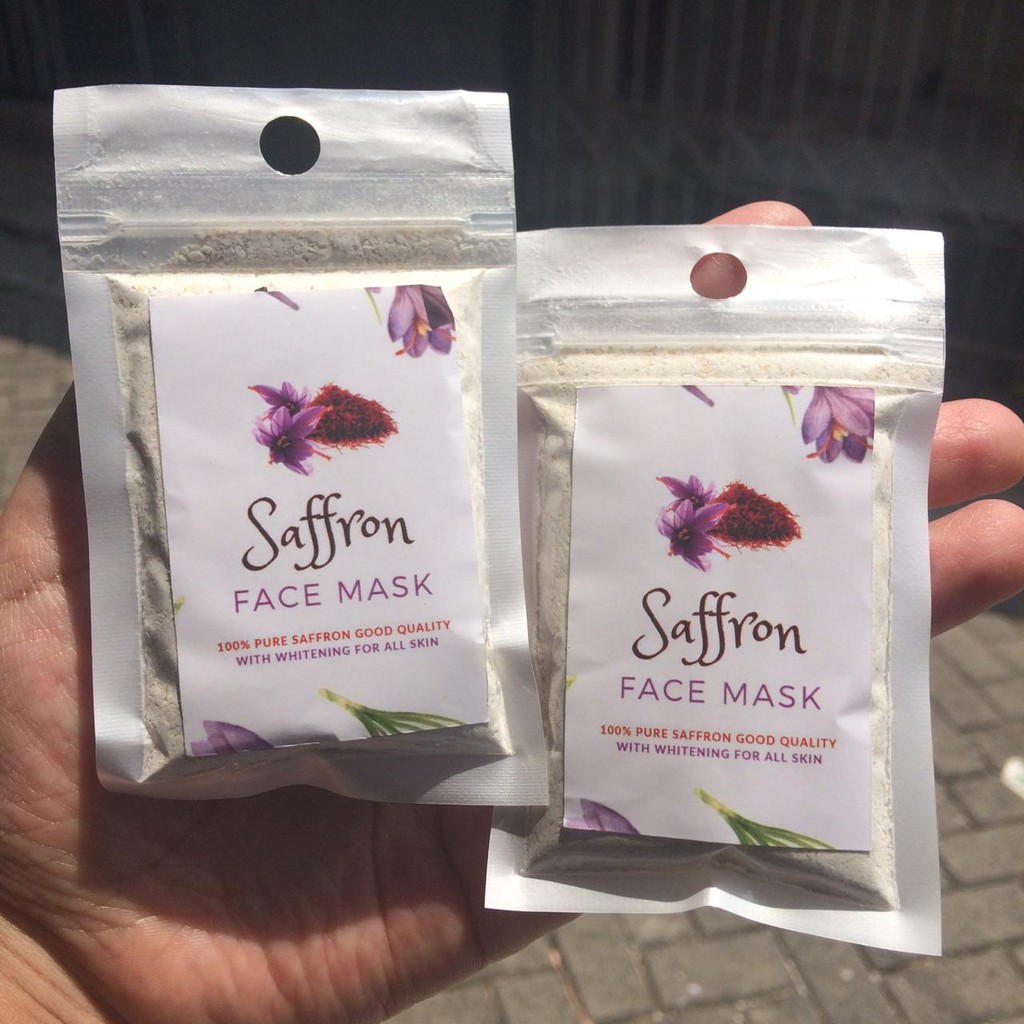 Saffron
FACE MASK
100% PURE SAFFRON GOOD QUALITY
WITH WHITENING FOR ALL SKIN
Saffron
FACE MASK
100% PURE SAFFRON GOOD QUALITY
WITH WHITENING FOR ALL SKIN